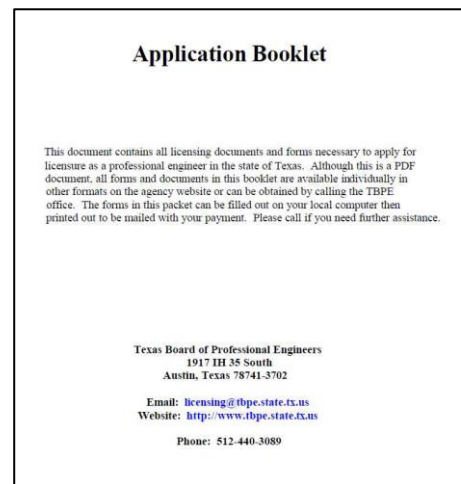 Application Booklet
This document contains all licensing documents and forms necessary to apply for
licensure as a professional engineer in the state of Texas. Although this is a PDF
document, all forms and documents in this booklet are available individually in
other formats on the agency website or can be obtained by calling the TBPE
office. The forms in this packet can be filled out on your local computer then
printed out to be mailed with your payment. Please call if you need further assistance.
Texas Board of Professional Engineers
1917 IH 35 South
Austin, Texas 78741-3702
Email: licensing@tbpe.state.tx.us
Website: http://www.tbpe.state.tx.us
Phone: 512-440-3089